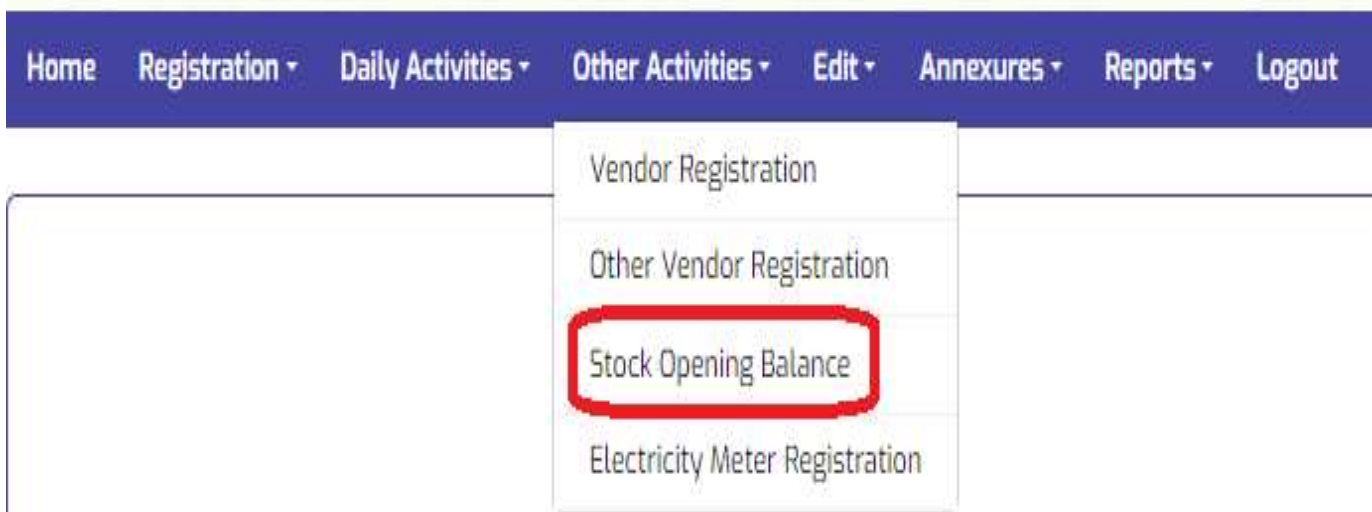 Home Registration Daily Activities Other Activities Edit Annexures Reports Logout
Vendor Registration
Other Vendor Registration
Stock Opening Balance
Electricity Meter Registration